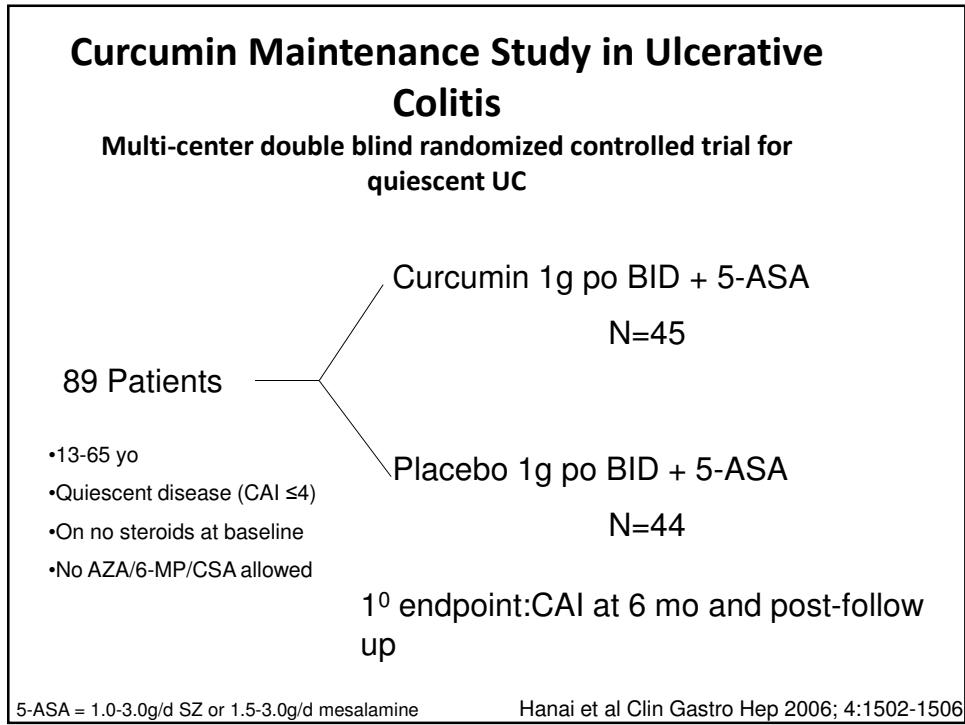 Curcumin Maintenance Study in Ulcerative
Colitis
Multi-center double blind randomized controlled trial for
quiescent UC
Curcumin 1g po BID + 5-ASA
N=45
89 Patients
•13-65 yo
•Quiescent disease (CAI ≤4)
•On no steroids at baseline
•No AZA/6-MP/CSA allowed
Placebo 1g po BID + 5-ASA
N=44
1⁰ endpoint:CAI at 6 mo and post-follow
up
5-ASA = 1.0-3.0g/d SZ or 1.5-3.0g/d mesalamine
Hanai et al Clin Gastro Hep 2006; 4:1502-1506